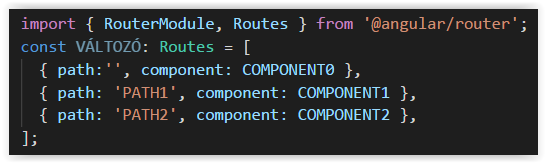 import { RouterModule, Routes } from '@angular/router';
const VÁLTOZÓ: Routes = [
  { path:'', component: COMPONENT0 },
  { path: 'PATH1', component: COMPONENT1 },
  { path: 'PATH2', component: COMPONENT2 },
];